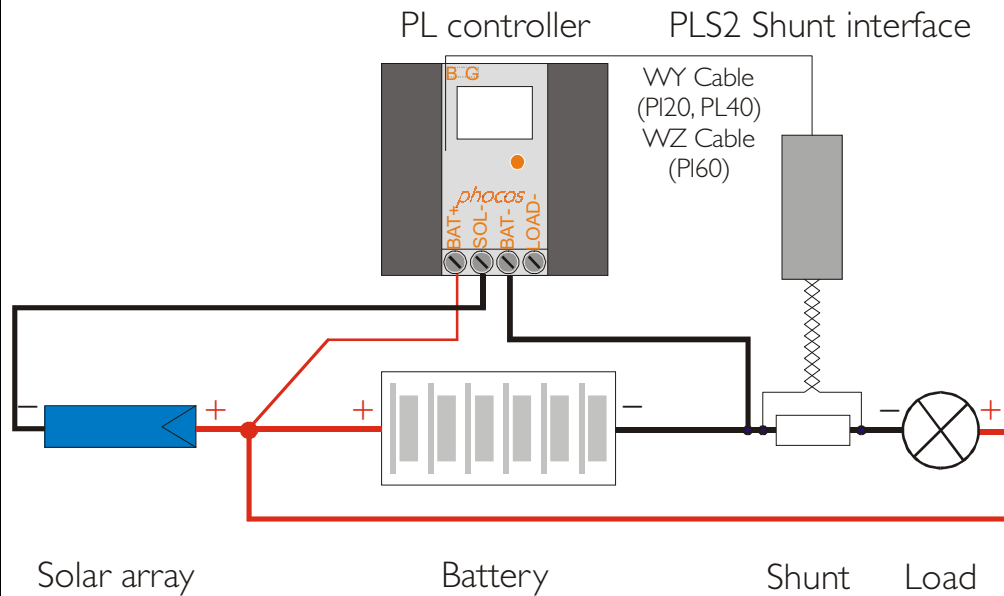 PL controller
PLS2 Shunt interface
B G
WY Cable
(Pl20, PL40)
WZ Cable
(Pl60)
phocos
BAT+
SOL-
BAT-
LOAD-
+
-
+
+
-
-
+
Solar array
Battery
Shunt
Load